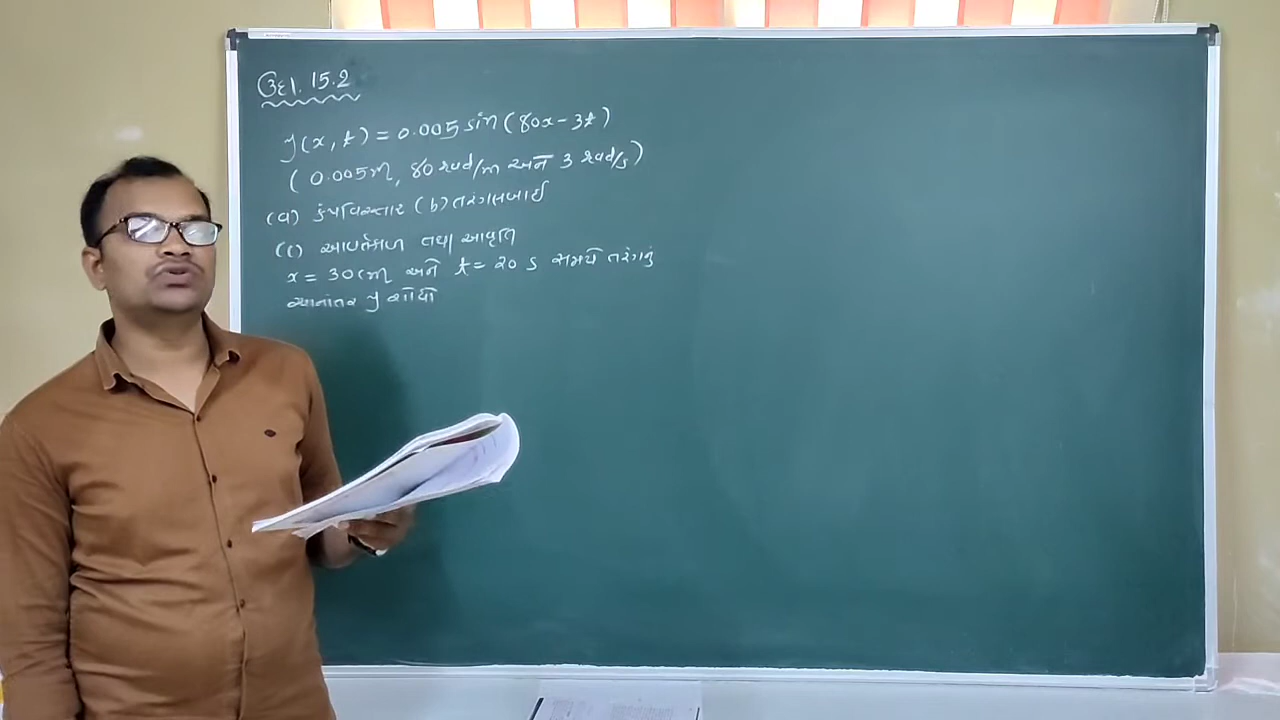 ઉદા. 15.2
y(x, t) = 0.005 sin(80x - 3t)
( 0.005m, 80 rad/m અને 3 rad/s )
(a) કંપવિસ્તાર (b) તરંગલંબાઈ
(c) આવર્તકાળ તથા આવૃતિ
x = 30cm અને t = 20 s સમયે તરંગનું
સ્થાનાંતર y શોધો